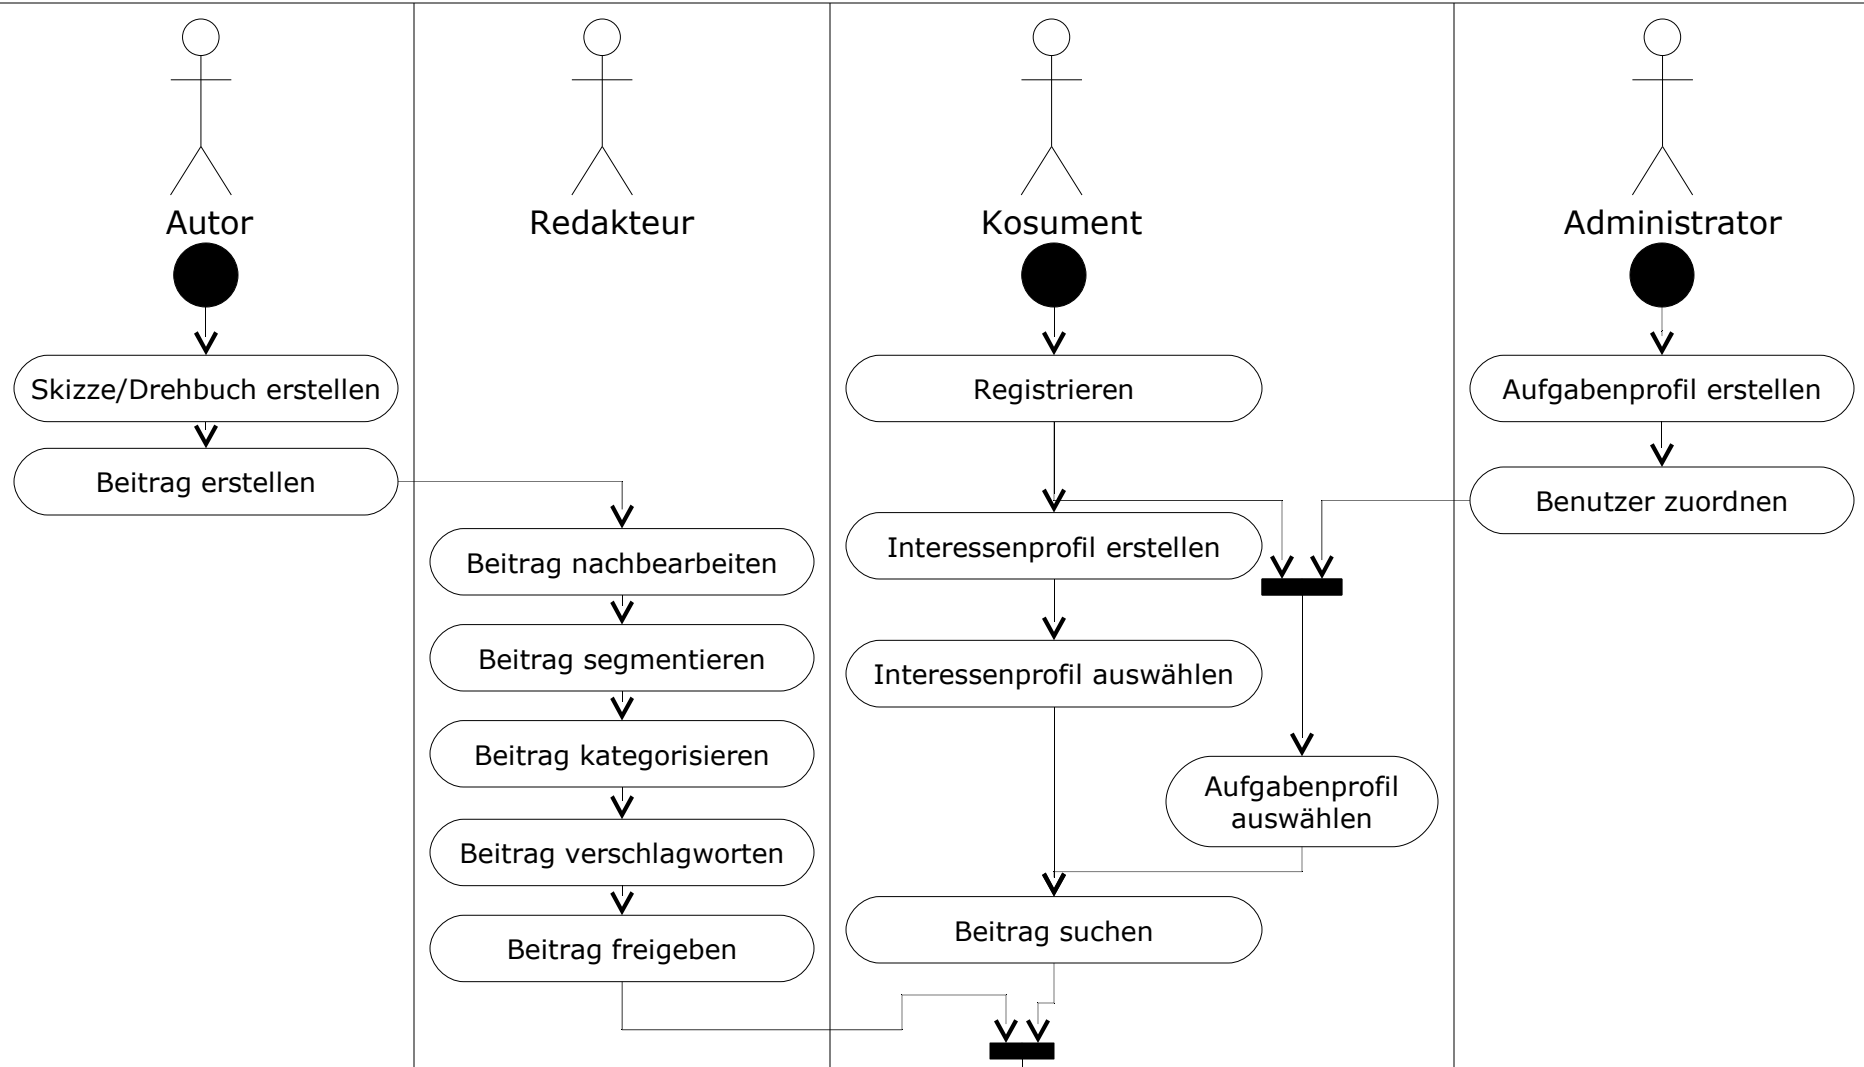 Autor
Redakteur
Kosument
Administrator
Skizze/Drehbuch erstellen
Beitrag erstellen
Beitrag nachbearbeiten
Beitrag segmentieren
Beitrag kategorisieren
Beitrag verschlagworten
Beitrag freigeben
Registrieren
Interessenprofil erstellen
Interessenprofil auswählen
Aufgabenprofil
auswählen
Beitrag suchen
Aufgabenprofil erstellen
Benutzer zuordnen